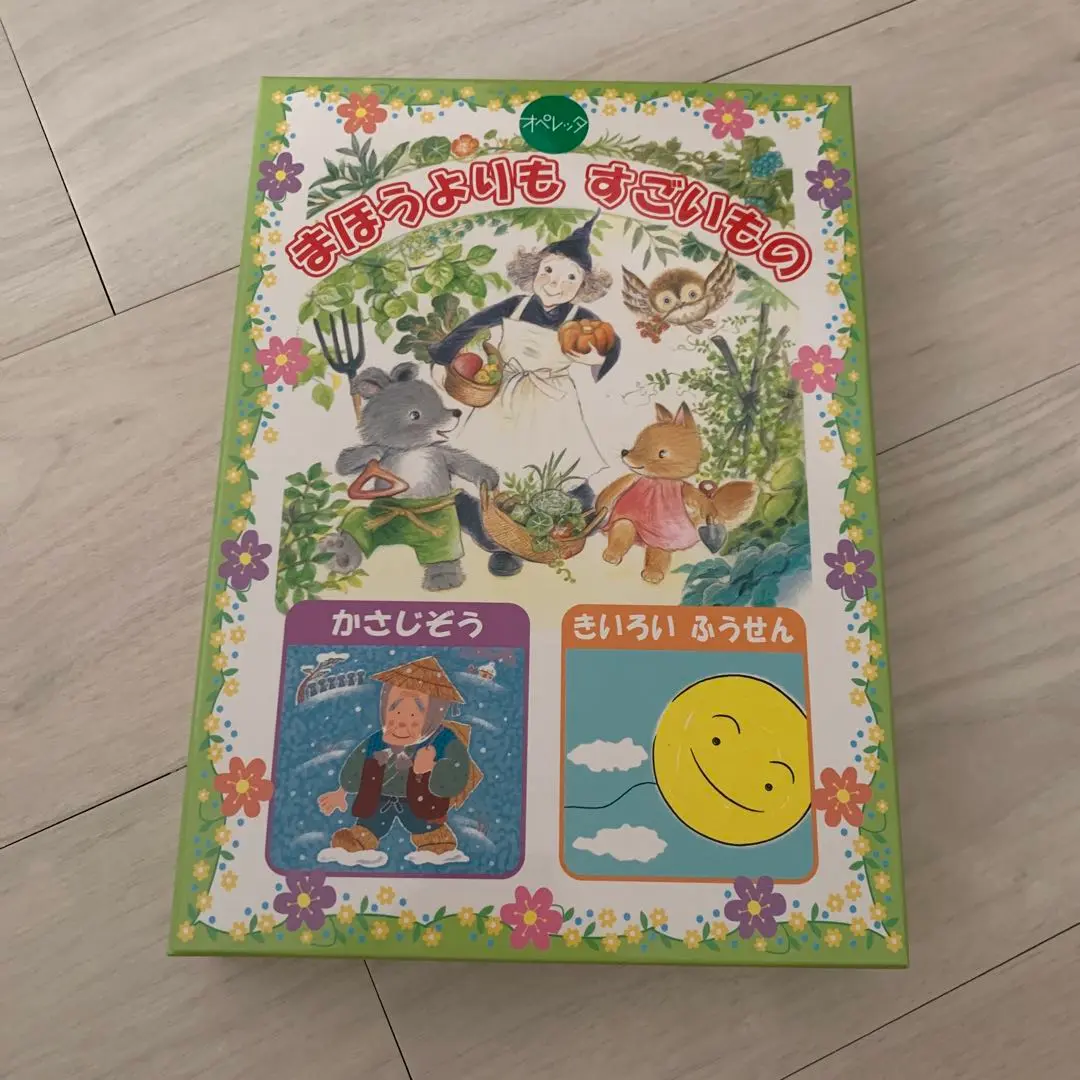 オペレッタ
まほうよりも すごいもの
かさじぞう
きいろい ふうせん